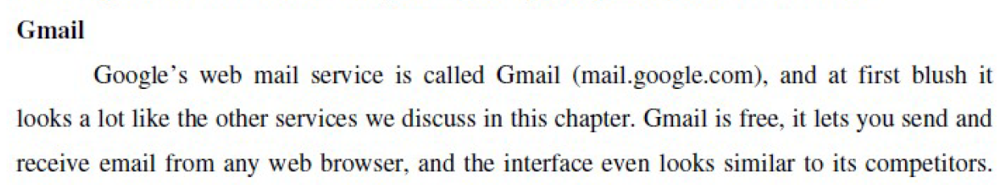 Gmail
Google’s web mail service is called Gmail (mail.google.com), and at first blush it
looks a lot like the other services we discuss in this chapter. Gmail is free, it lets you send and
receive email from any web browser, and the interface even looks similar to its competitors.